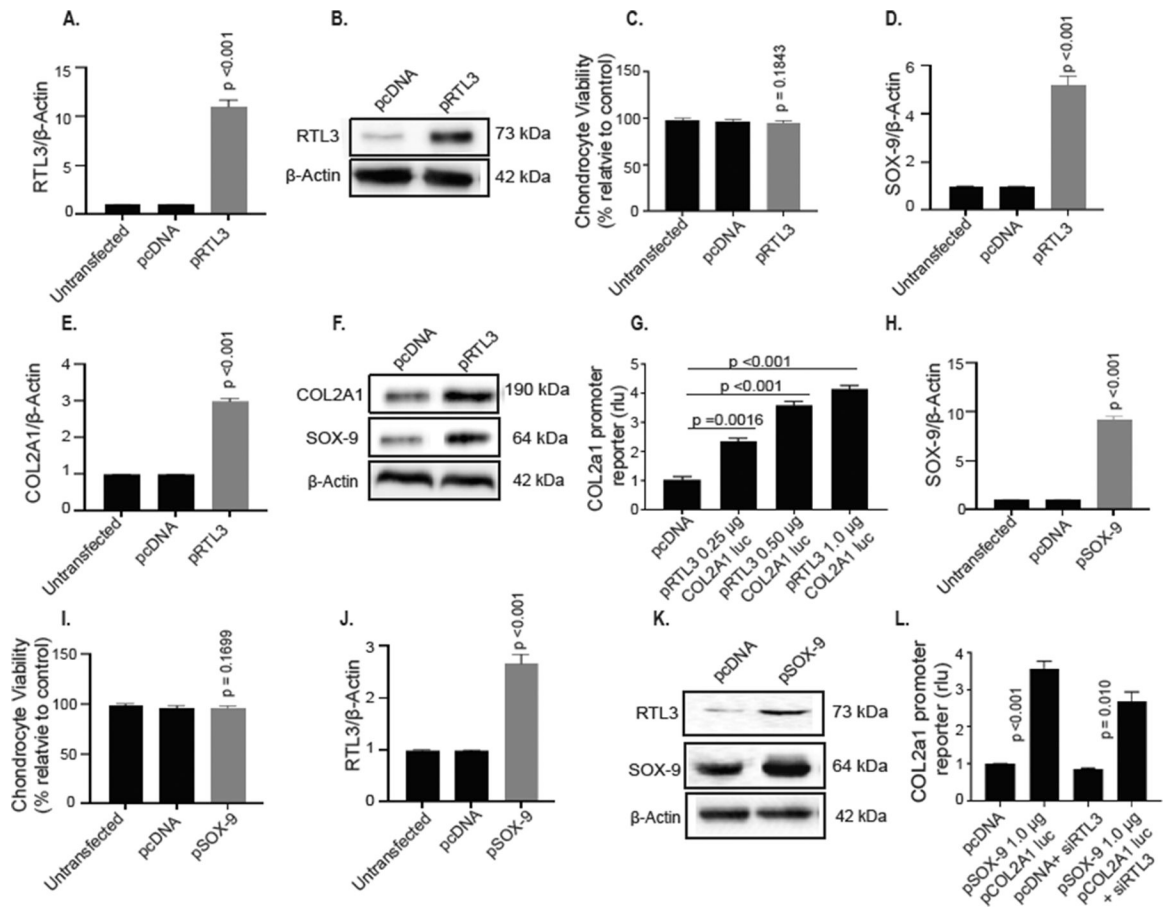 A.
RTL3/β-Actin
15
10
5
0
p <0.001
Untransfected
pcDNA
pRTL3
B.
pcDNA
pRTL3
RTL3
73 kDa
β-Actin
42 kDa
C.
Chondrocyte Viability
(% relatvie to control)
150
100
50
0
p = 0.1843
Untransfected
pcDNA
pRTL3
D.
SOX-9/β-Actin
6
4
2
0
p <0.001
Untransfected
pcDNA
pRTL3
E.
COL2A1/β-Actin
4
3
2
1
0
p <0.001
Untransfected
pcDNA
pRTL3
F.
pcDNA
pRTL3
COL2A1
190 kDa
SOX-9
64 kDa
β-Actin
42 kDa
G.
COL2a1 promoter
reporter (rlu)
5
4
3
2
1
0
p <0.001
p <0.001
p =0.0016
pcDNA
pRTL3 0.25 µg
COL2A1 luc
pRTL3 0.50 µg
COL2A1 luc
pRTL3 1.0 µg
COL2A1 luc
H.
SOX-9/β-Actin
15
10
5
0
p <0.001
Untransfected
pcDNA
pSOX-9
I.
Chondrocyte Viability
(% relatvie to control)
150
100
50
0
p = 0.1699
Untransfected
pcDNA
pSOX-9
J.
RTL3/β-Actin
3
2
1
0
p <0.001
Untransfected
pcDNA
pSOX-9
K.
pcDNA
pSOX-9
RTL3
73 kDa
SOX-9
64 kDa
β-Actin
42 kDa
L.
COL2a1 promoter
reporter (rlu)
4
3
2
1
0
p <0.001
p = 0.010
pcDNA
pSOX-9 1.0 µg
pCOL2A1 luc
pcDNA+ siRTL3
pSOX-9 1.0 µg
pCOL2A1 luc
+ siRTL3